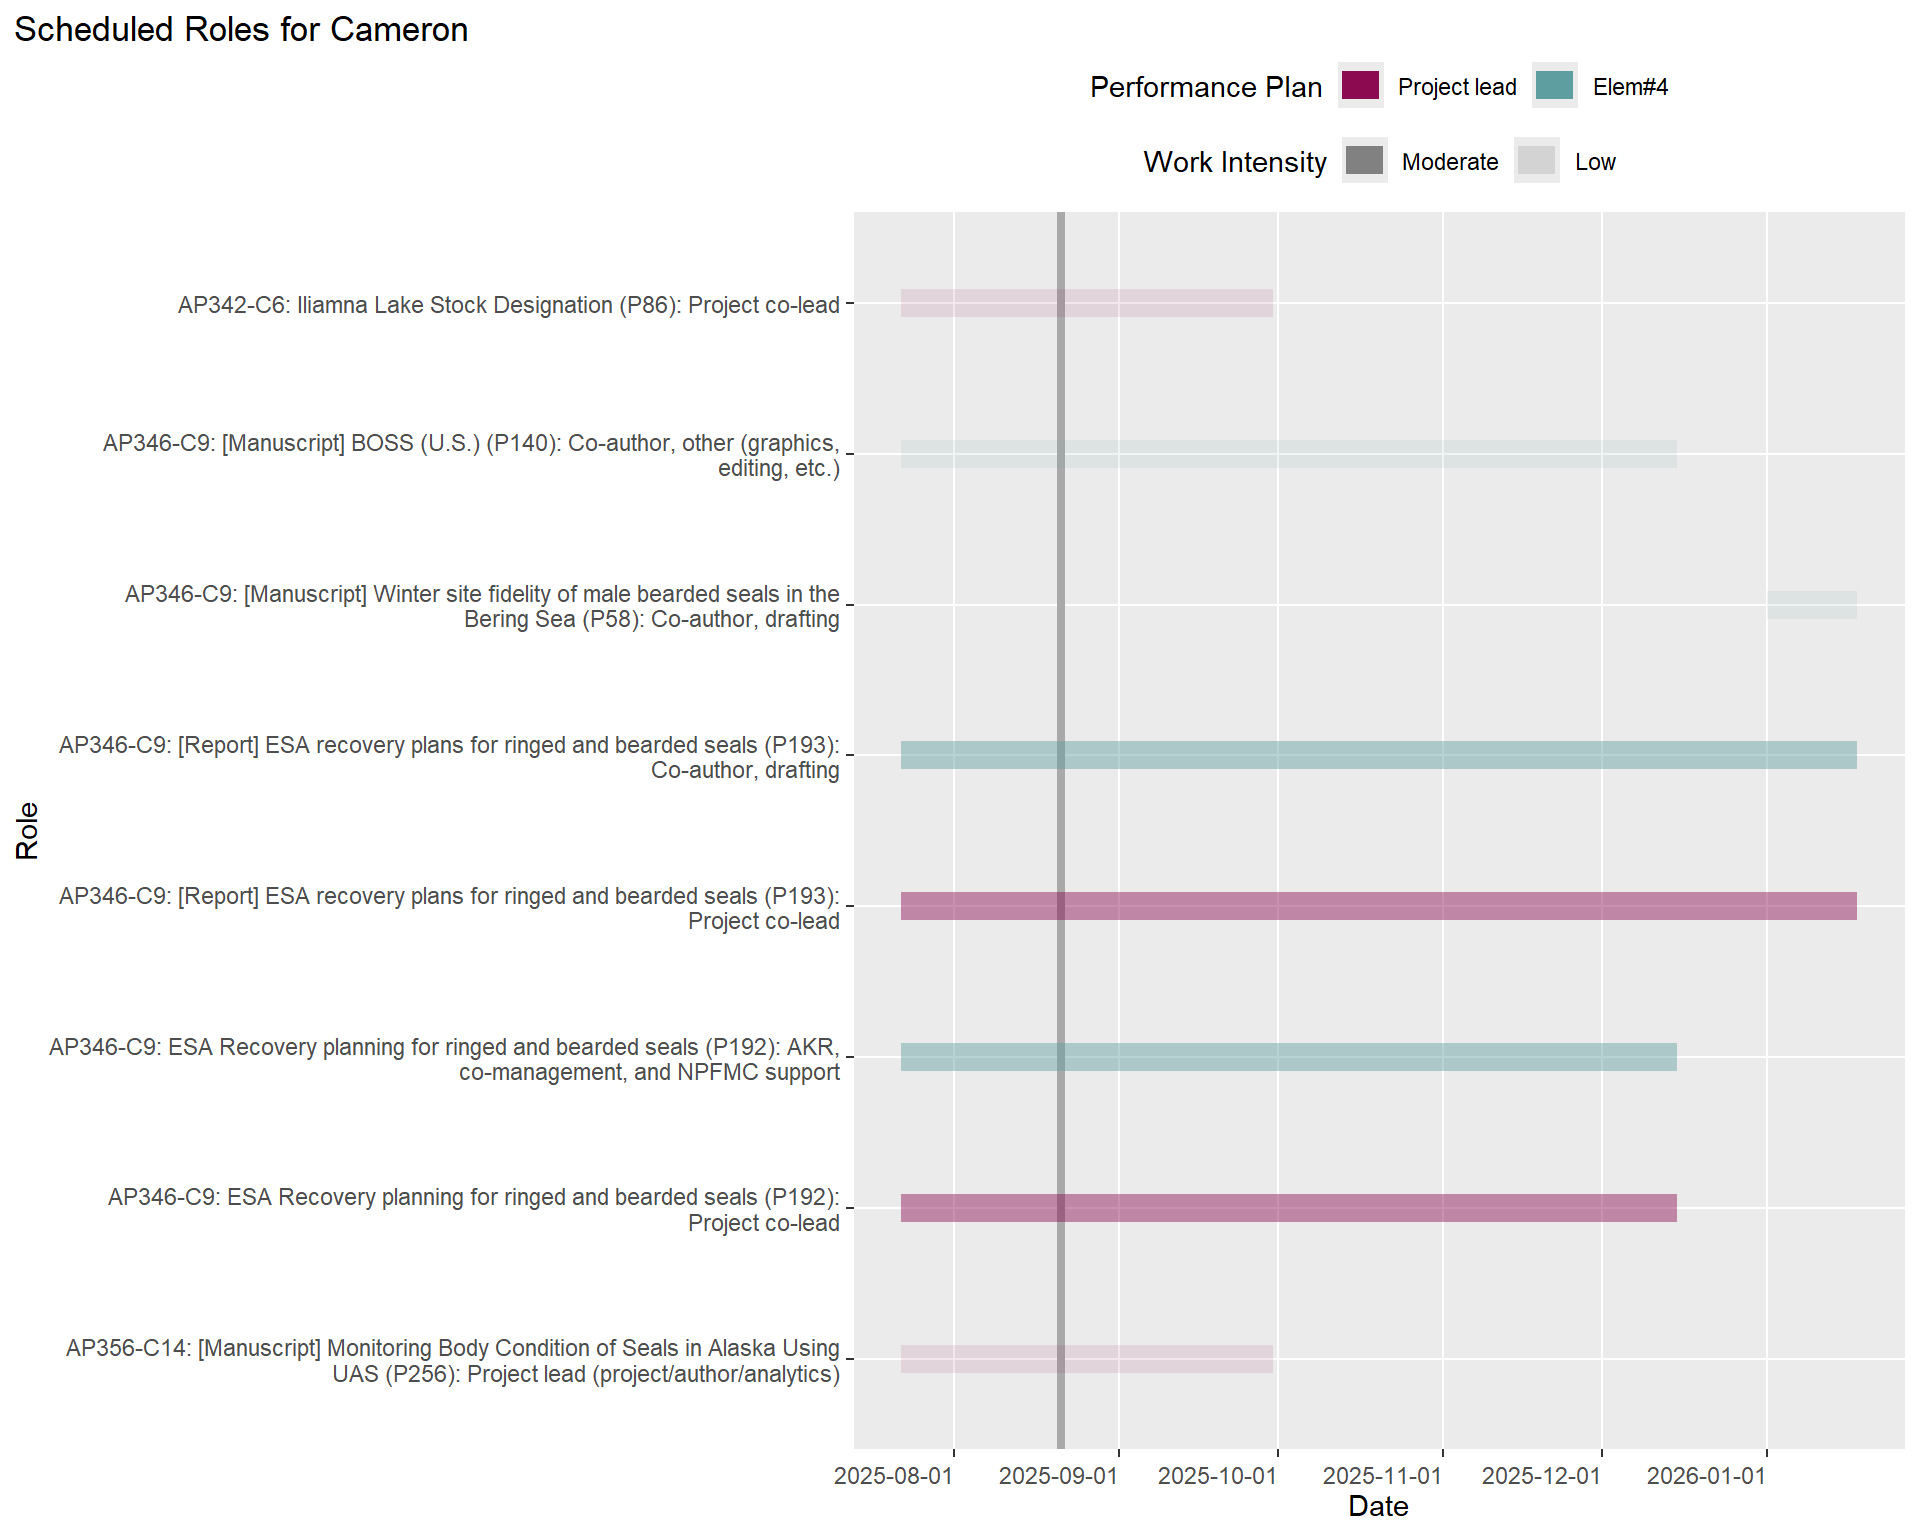 Scheduled Roles for Cameron
Performance Plan Project lead Elem#4
Work Intensity Moderate Low
AP342-C6: Iliamna Lake Stock Designation (P86): Project co-lead
AP346-C9: [Manuscript] BOSS (U.S.) (P140): Co-author, other (graphics,
editing, etc.)
AP346-C9: [Manuscript] Winter site fidelity of male bearded seals in the
Bering Sea (P58): Co-author, drafting
AP346-C9: [Report] ESA recovery plans for ringed and bearded seals (P193):
Co-author, drafting
Role
AP346-C9: [Report] ESA recovery plans for ringed and bearded seals (P193):
Project co-lead
AP346-C9: ESA Recovery planning for ringed and bearded seals (P192): AKR,
co-management, and NPFMC support
AP346-C9: ESA Recovery planning for ringed and bearded seals (P192):
Project co-lead
AP356-C14: [Manuscript] Monitoring Body Condition of Seals in Alaska Using
UAS (P256): Project lead (project/author/analytics)
2025-08-01 2025-09-01 2025-10-01 2025-11-01 2025-12-01 2026-01-01
Date